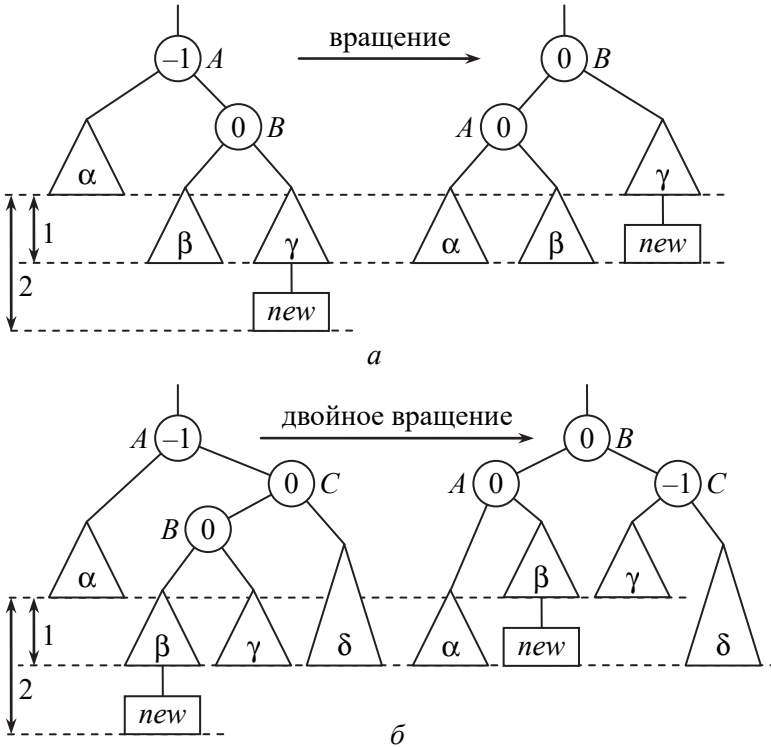 вращение
–1 A
0 B
0 B
A 0
α
γ
1
β
γ
α
β
new
2
new
а
двойное вращение
A –1
0 B
0 C
A 0
–1 C
B 0
α
β
γ
1
β
γ
δ
α
new
δ
2
new
б